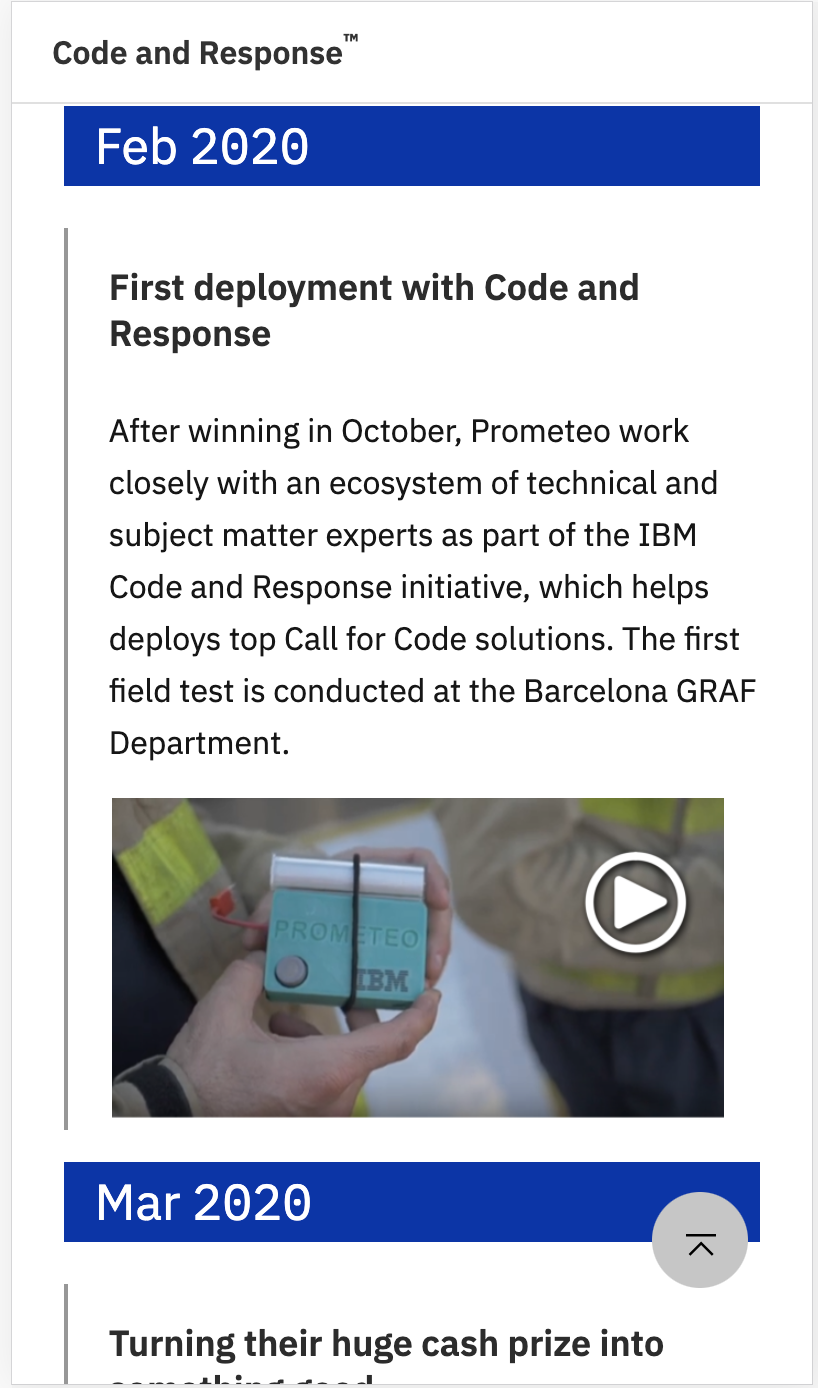 Code and Response™
Feb 2020
First deployment with Code and
Response
After winning in October, Prometeo work
closely with an ecosystem of technical and
subject matter experts as part of the IBM
Code and Response initiative, which helps
deploys top Call for Code solutions. The first
field test is conducted at the Barcelona GRAF
Department.
PROMETEO
IBM
Mar 2020
Turning their huge cash prize into
something good